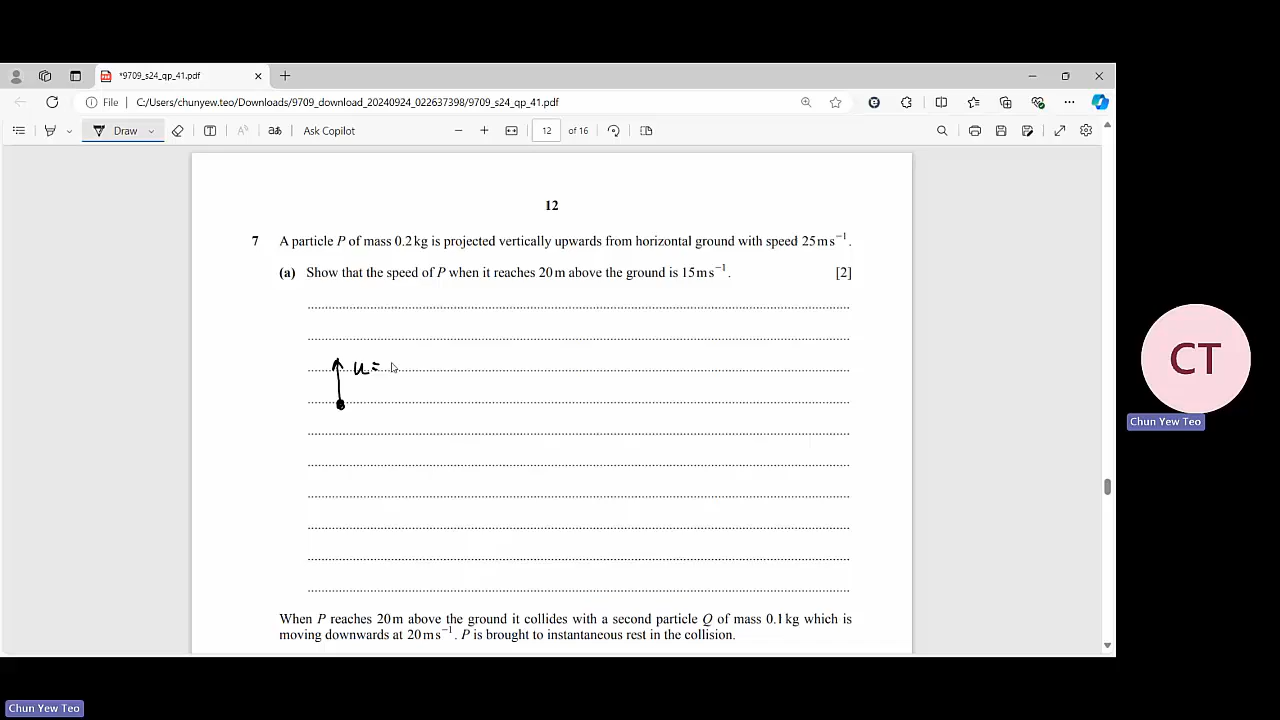 *9709_s24_qp_41.pdf
File C:/Users/chunyew.teo/Downloads/9709_download_20240924_022637398/9709_s24_qp_41.pdf
Draw Ask Copilot 12 of 16
12
7 A particle P of mass 0.2 kg is projected vertically upwards from horizontal ground with speed 25 m s⁻¹.
(a) Show that the speed of P when it reaches 20 m above the ground is 15 m s⁻¹. [2]
u =
When P reaches 20 m above the ground it collides with a second particle Q of mass 0.1 kg which is
moving downwards at 20 m s⁻¹. P is brought to instantaneous rest in the collision.
CT
Chun Yew Teo
Chun Yew Teo